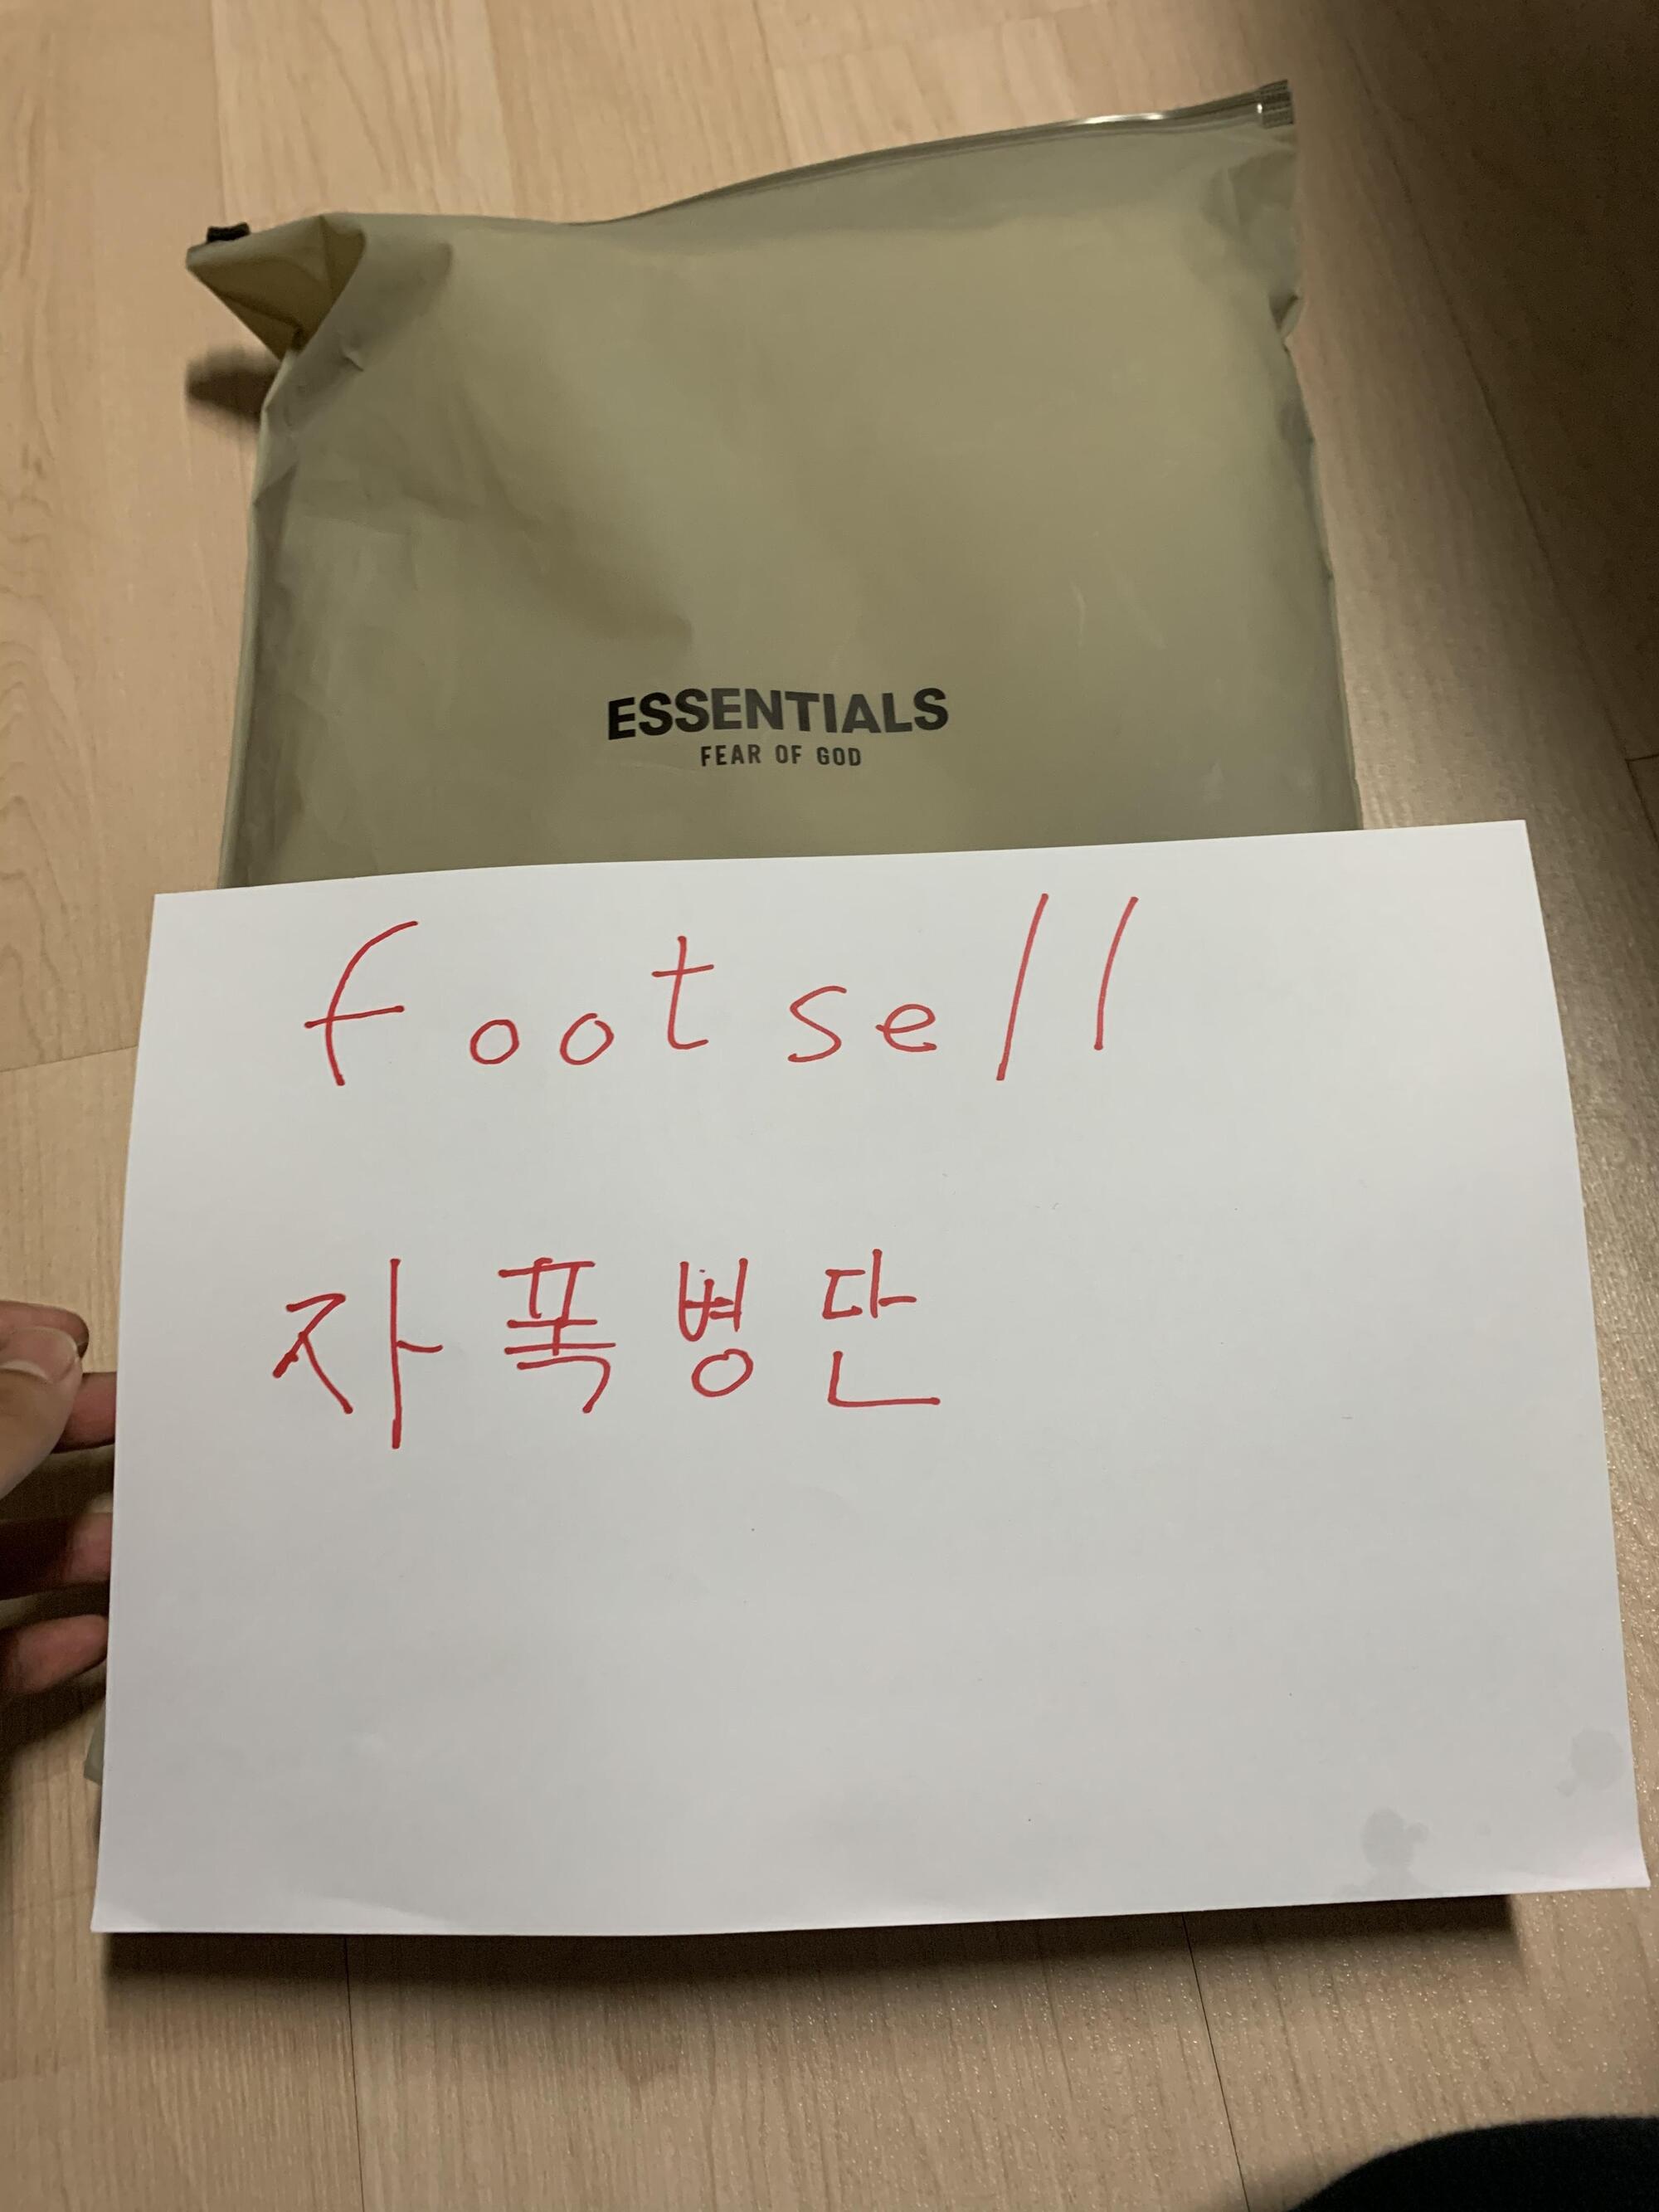 ESSENTIALS
FEAR OF GOD
footsell
자폭병단